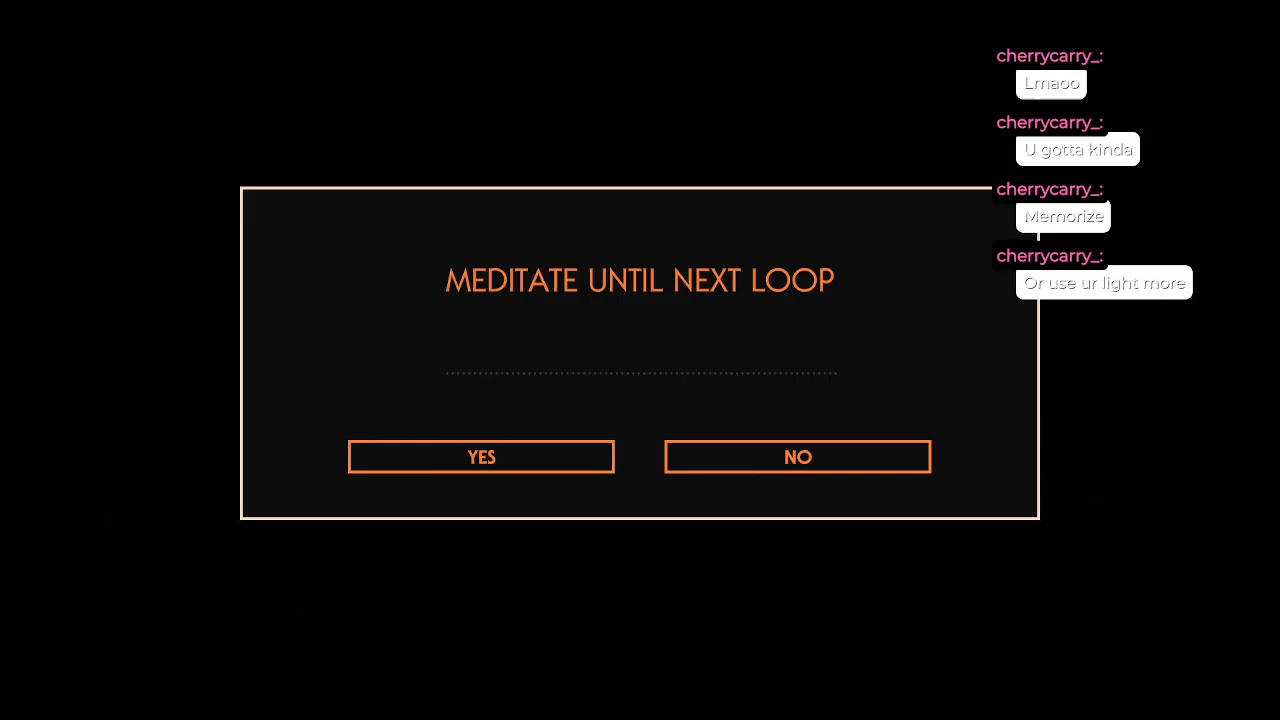 cherrycarry_:
Lmaoo
cherrycarry_:
U gotta kinda
cherrycarry_:
Memorize
cherrycarry_:
Or use ur light more
MEDITATE UNTIL NEXT LOOP
YES
NO